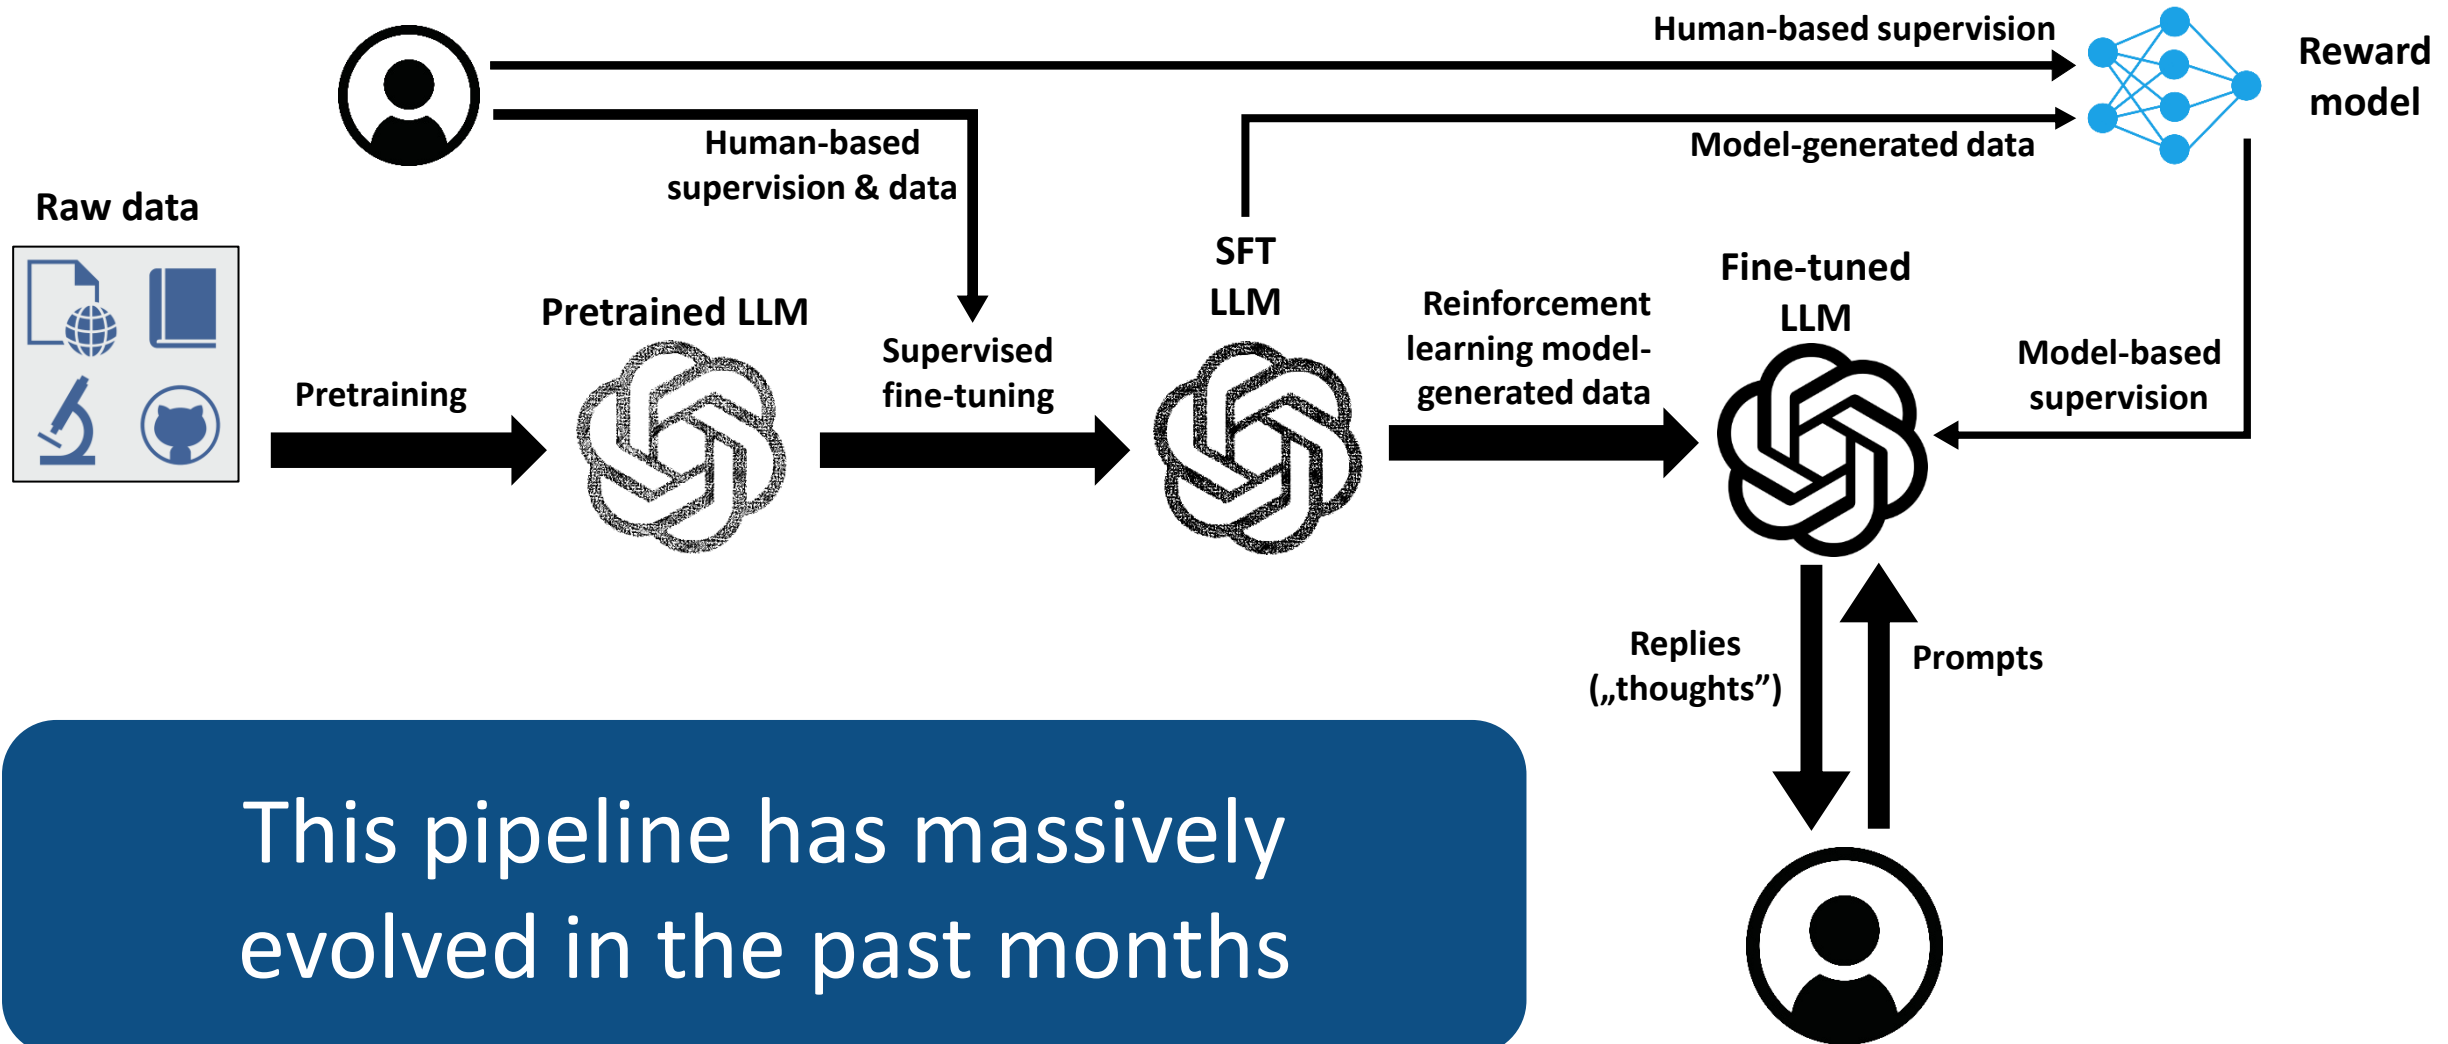 Human-based supervision
Reward
model
Human-based
supervision & data
Model-generated data
Raw data
SFT
LLM
Fine-tuned
LLM
Pretrained LLM
Reinforcement
learning model-
generated data
Supervised
fine-tuning
Model-based
supervision
Pretraining
Replies
(„thoughts”)
Prompts
This pipeline has massively
evolved in the past months